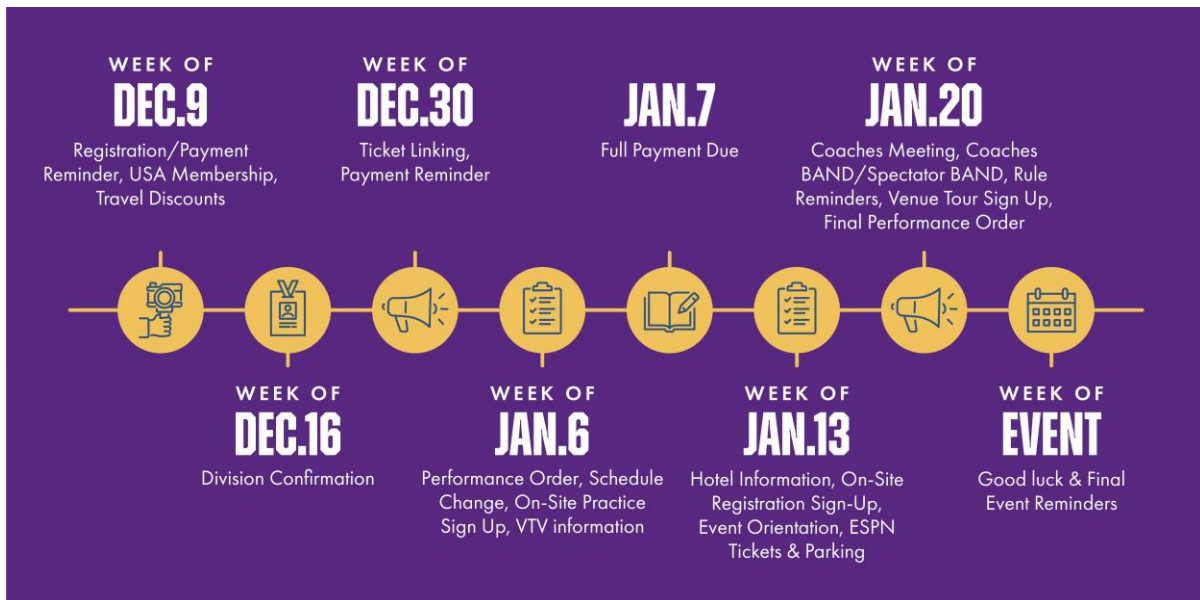 WEEK OF
DEC.9
Registration/Payment
Reminder, USA Membership,
Travel Discounts
WEEK OF
DEC.16
Division Confirmation
WEEK OF
DEC.30
Ticket Linking,
Payment Reminder
WEEK OF
JAN.6
Performance Order, Schedule
Change, On-Site Practice
Sign Up, VTV information
JAN.7
Full Payment Due
WEEK OF
JAN.13
Hotel Information, On-Site
Registration Sign-Up,
Event Orientation, ESPN
Tickets & Parking
WEEK OF
JAN.20
Coaches Meeting, Coaches
BAND/Spectator BAND, Rule
Reminders, Venue Tour Sign Up,
Final Performance Order
WEEK OF
EVENT
Good luck & Final
Event Reminders